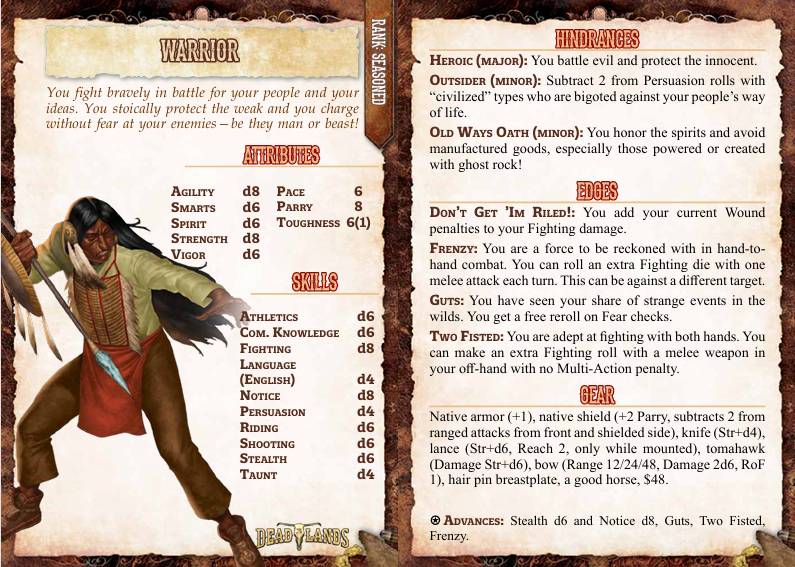 WARRIOR
RANK: SEASONED
You fight bravely in battle for your people and your
ideas. You stoically protect the weak and you charge
without fear at your enemies—be they man or beast!
ATTRIBUTES
AGILITY d8 PACE 6
SMARTS d6 PARRY 8
SPIRIT d6 TOUGHNESS 6(1)
STRENGTH d8
VIGOR d6
SKILLS
ATHLETICS d6
COM. KNOWLEDGE d6
FIGHTING d8
LANGUAGE
(ENGLISH) d4
NOTICE d8
PERSUASION d4
RIDING d6
SHOOTING d6
STEALTH d6
TAUNT d4
DEADLANDS
HINDRANCES
HEROIC (MAJOR): You battle evil and protect the innocent.
OUTSIDER (MINOR): Subtract 2 from Persuasion rolls with
“civilized” types who are bigoted against your people’s way
of life.
OLD WAYS OATH (MINOR): You honor the spirits and avoid
manufactured goods, especially those powered or created
with ghost rock!
EDGES
DON’T GET ’IM RILED!: You add your current Wound
penalties to your Fighting damage.
FRENZY: You are a force to be reckoned with in hand-to-
hand combat. You can roll an extra Fighting die with one
melee attack each turn. This can be against a different target.
GUTS: You have seen your share of strange events in the
wilds. You get a free reroll on Fear checks.
TWO FISTED: You are adept at fighting with both hands. You
can make an extra Fighting roll with a melee weapon in
your off-hand with no Multi-Action penalty.
GEAR
Native armor (+1), native shield (+2 Parry, subtracts 2 from
ranged attacks from front and shielded side), knife (Str+d4),
lance (Str+d6, Reach 2, only while mounted), tomahawk
(Damage Str+d6), bow (Range 12/24/48, Damage 2d6, RoF
1), hair pin breastplate, a good horse, $48.
ADVANCES: Stealth d6 and Notice d8, Guts, Two Fisted,
Frenzy.